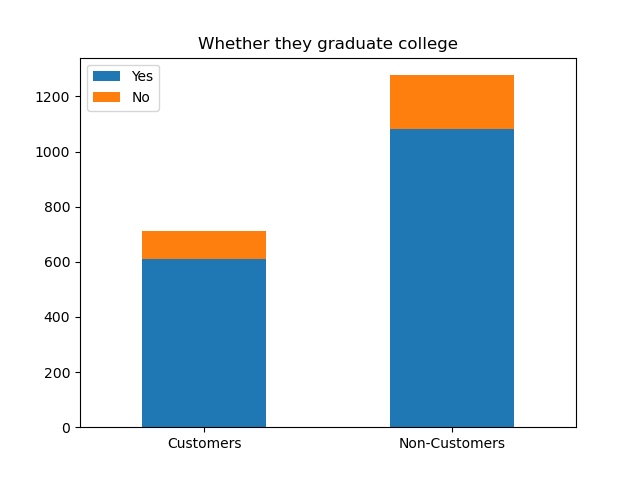 Whether they graduate college
Yes
No
1200
1000
800
600
400
200
0
Customers
Non-Customers